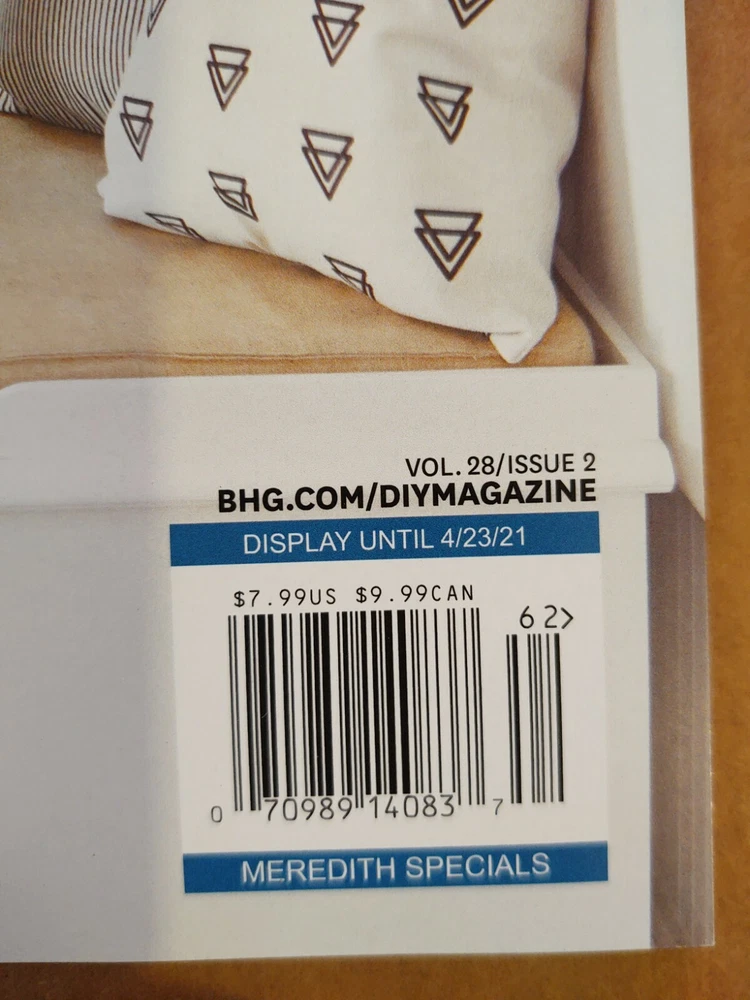 VOL. 28/ISSUE 2
BHG.COM/DIYMAGAZINE
DISPLAY UNTIL 4/23/21
$7.99US $9.99CAN
62>
0 70989 14083 7
MEREDITH SPECIALS